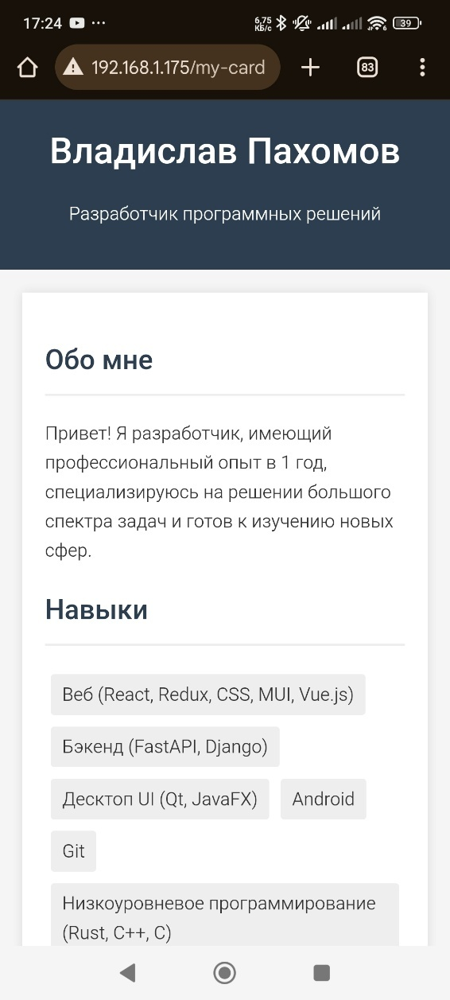 17:24
6,75
КБ/с
39
192.168.1.175/my-card
83
Владислав Пахомов
Разработчик программных решений
Обо мне
Привет! Я разработчик, имеющий
профессиональный опыт в 1 год,
специализируюсь на решении большого
спектра задач и готов к изучению новых
сфер.
Навыки
Веб (React, Redux, CSS, MUI, Vue.js)
Бэкенд (FastAPI, Django)
Десктоп UI (Qt, JavaFX)
Android
Git
Низкоуровневое программирование
(Rust, C++, C)